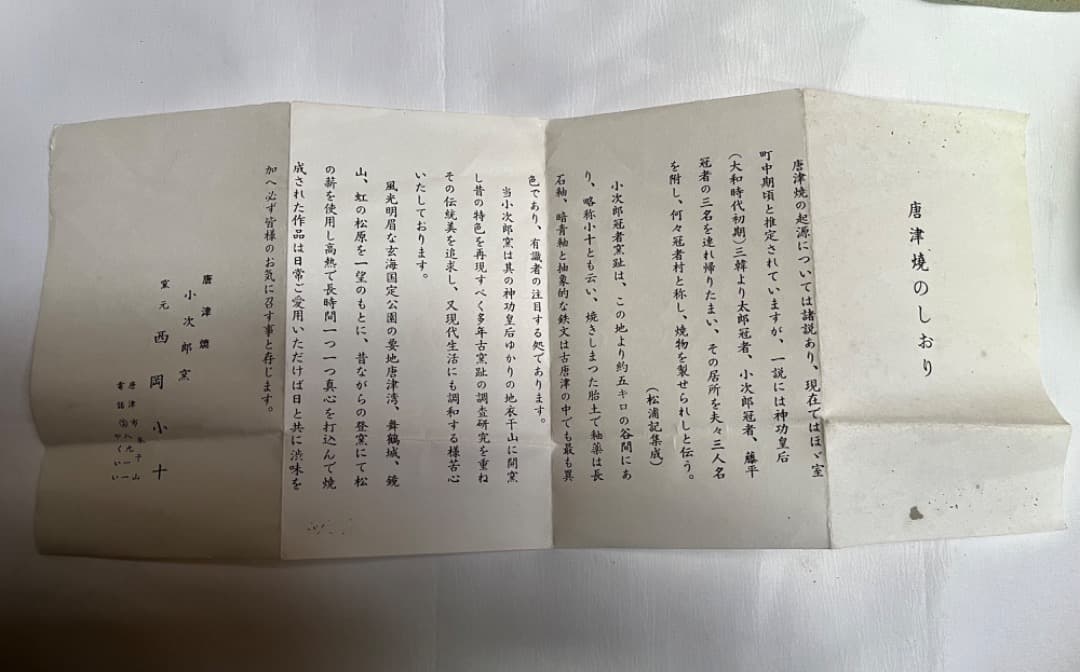 唐津燒のしおり
唐津焼の起源については諸説あり、現在ではほゞ室
町中期頃と推定されていますが、一説には神功皇后
(大和時代初期)三韓より太郎冠者、小次郎冠者、藤平
冠者の三名を連れ帰りたまい、その居所を夫々三人名
を附し、何々冠者村と称し、焼物を製せられしと伝う。
(松浦記集成)
小次郎冠者窯趾は、この地より約五キロの谷間にあ
り、略称小十とも云い、焼きしまつた胎土で釉薬は長
石釉、暗青釉と抽象的な鉄文は古唐津の中でも最も異
色であり、有識者の注目する処であります。
当小次郎窯は其の神功皇后ゆかりの地衣干山に開窯
し昔の特色を再現すべく多年古窯趾の調査研究を重ね
その伝統美を追求し、又現代生活にも調和する様苦心
いたしております。
風光明眉な玄海国定公園の要地唐津湾、舞鶴城、鏡
山、虹の松原を一望のもとに、昔ながらの登窯にて松
の薪を使用し高熱で長時間一つ一つ真心を打込んで焼
成された作品は日常ご愛用いただけば日と共に渋味を
加へ必ず皆様のお気に召す事と存じます。
唐津燒
小次郎窯
窯元 西岡小十
唐津市
電話